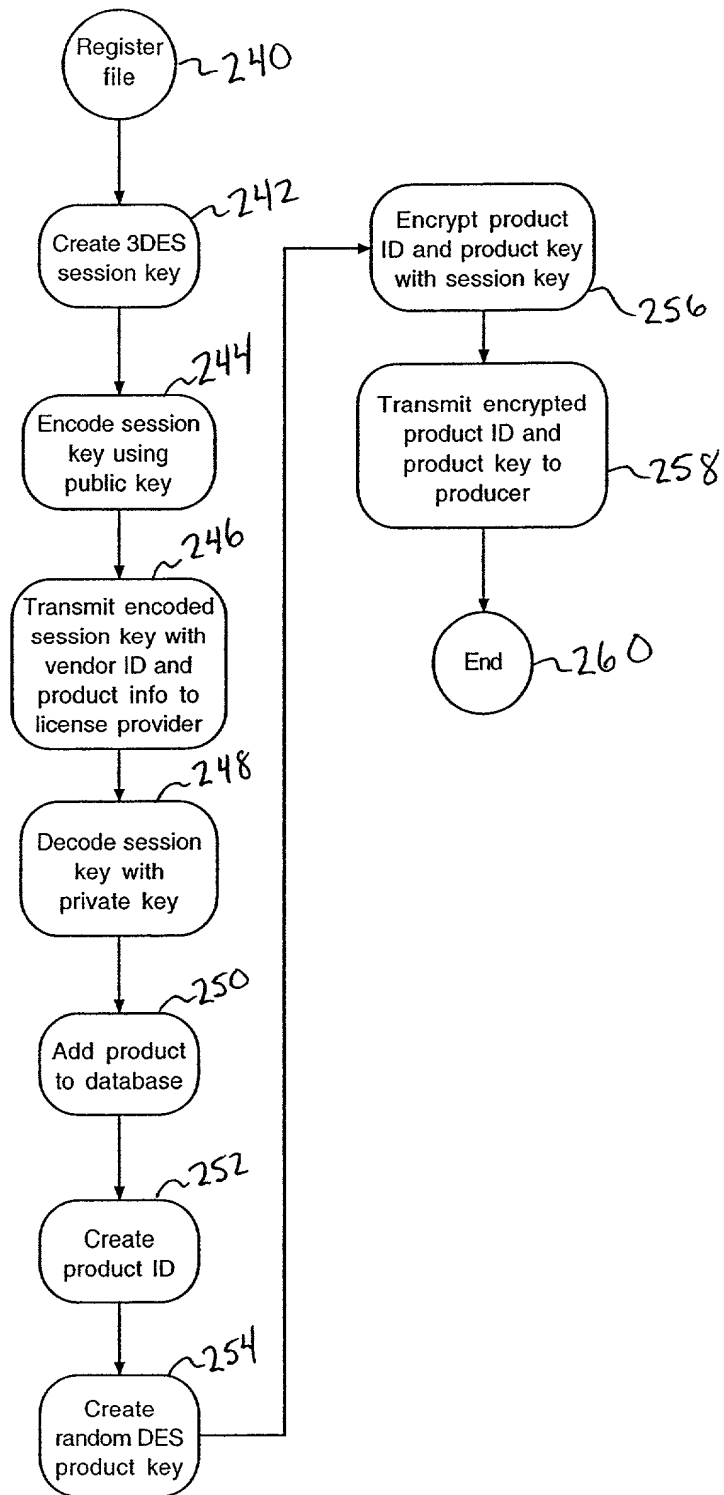 Register
file
240
Create 3DES
session key
242
Encode session
key using
public key
244
Transmit encoded
session key with
vendor ID and
product info to
license provider
246
Decode session
key with
private key
248
Add product
to database
250
Create
product ID
252
Create
random DES
product key
254
Encrypt product
ID and product key
with session key
256
Transmit encrypted
product ID and
product key to
producer
258
End
260